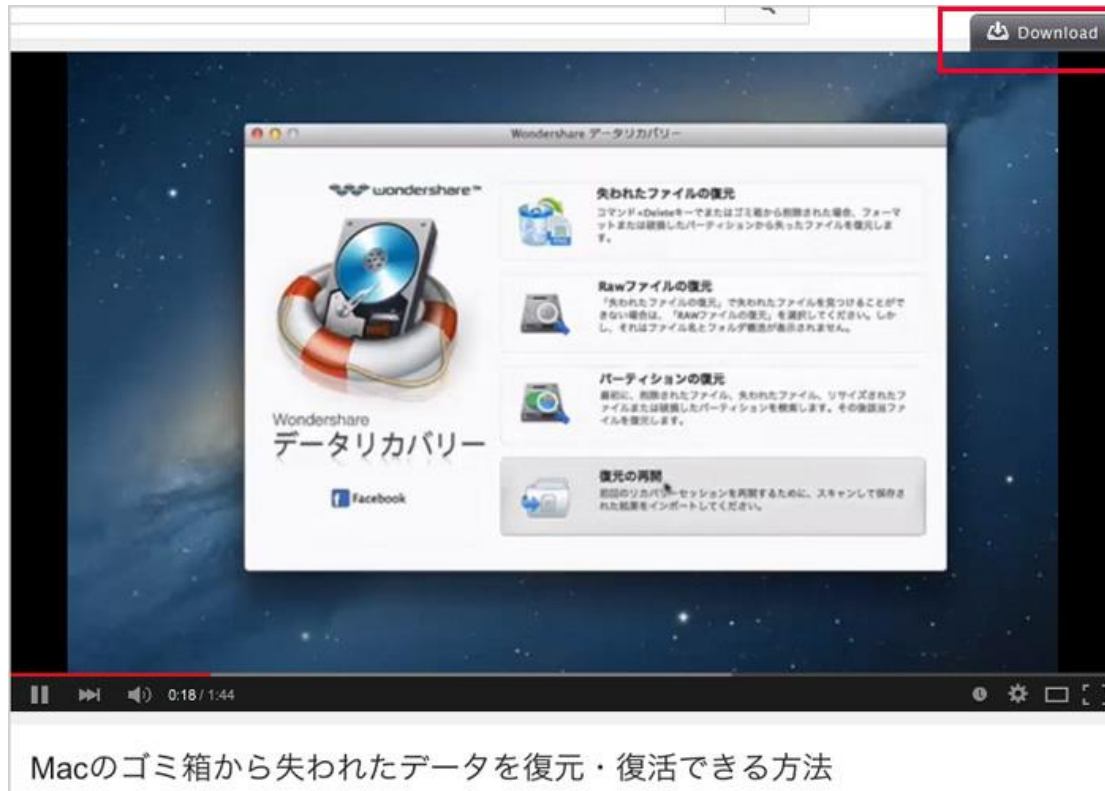 Download
Wondershare データリカバリー
wondershare™
失われたファイルの復元
コマンド+Deleteキーでまたはゴミ箱から削除された場合、フォーマ
ットまたは破損したパーティションから失ったファイルを復元しま
す。
Rawファイルの復元
「失われたファイルの復元」で失われたファイルを見つけることがで
きない場合は、「RAWファイルの復元」を選択してください。しか
し、それはファイル名とフォルダ構造が表示されません。
パーティションの復元
最初に、削除されたファイル、失われたファイル、リサイズされたフ
ァイルまたは破損したパーティションを検索します。その後該当ファ
イルを復元します。
Wondershare
データリカバリー
復元の再開
前回のリカバリーセッションを再開するために、スキャンして保存さ
れた結果をインポートしてください。
Facebook
0:18 / 1:44
Macのゴミ箱から失われたデータを復元・復活できる方法